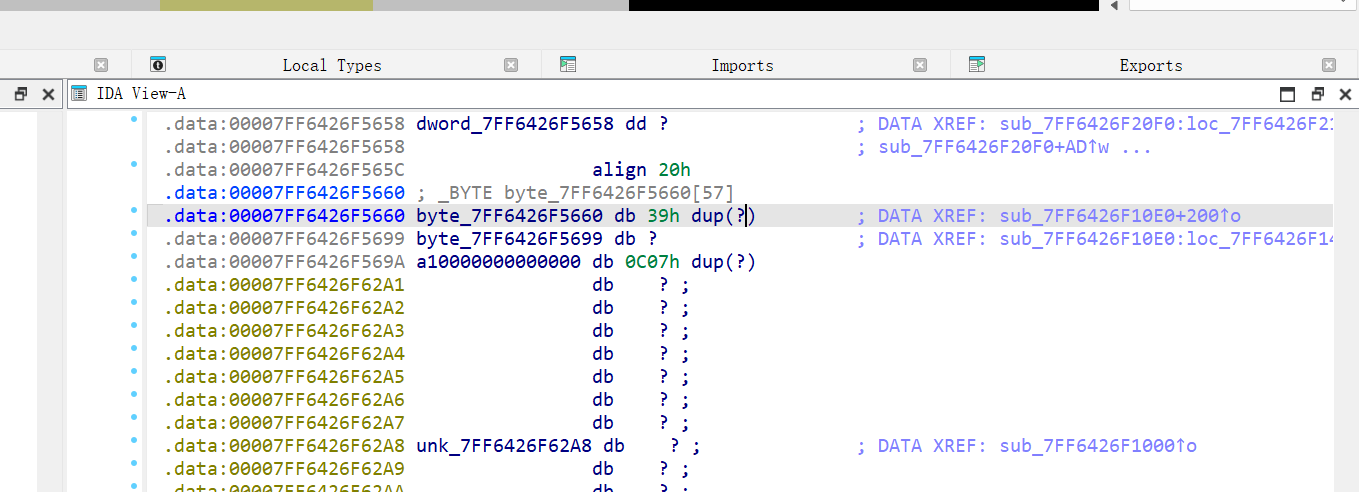 Local Types
Imports
Exports
IDA View-A
.data:00007FF6426F5658 dword_7FF6426F5658 dd ? ; DATA XREF: sub_7FF6426F20F0:loc_7FF6426F21
.data:00007FF6426F5658 ; sub_7FF6426F20F0+AD↑w ...
.data:00007FF6426F565C align 20h
.data:00007FF6426F5660 ; _BYTE byte_7FF6426F5660[57]
.data:00007FF6426F5660 byte_7FF6426F5660 db 39h dup(?) ; DATA XREF: sub_7FF6426F10E0+200↑o
.data:00007FF6426F5699 byte_7FF6426F5699 db ? ; DATA XREF: sub_7FF6426F10E0:loc_7FF6426F14
.data:00007FF6426F569A a10000000000000 db 0C07h dup(?)
.data:00007FF6426F62A1 db ? ;
.data:00007FF6426F62A2 db ? ;
.data:00007FF6426F62A3 db ? ;
.data:00007FF6426F62A4 db ? ;
.data:00007FF6426F62A5 db ? ;
.data:00007FF6426F62A6 db ? ;
.data:00007FF6426F62A7 db ? ;
.data:00007FF6426F62A8 unk_7FF6426F62A8 db ? ; ; DATA XREF: sub_7FF6426F1000↑o
.data:00007FF6426F62A9 db ? ;
.data:00007FF6426F62AA db ? ;